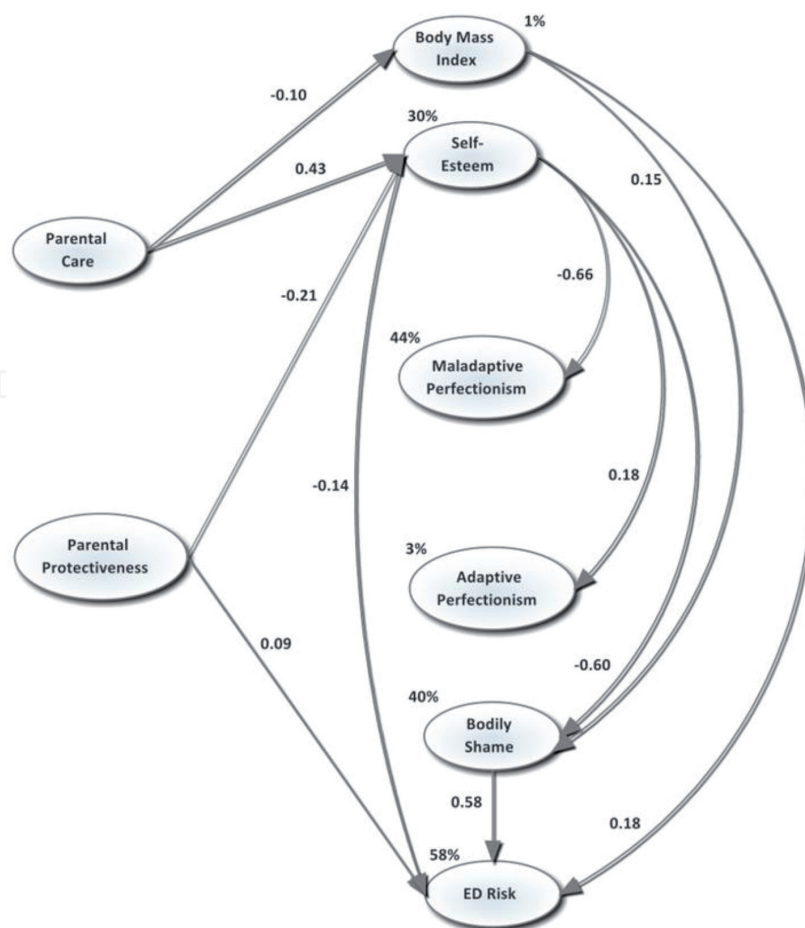 1%
Body Mass
Index
-0.10
30%
Self-
Esteem
0.43
0.15
Parental
Care
-0.66
-0.21
44%
Maladaptive
Perfectionism
-0.14
0.18
Parental
Protectiveness
3%
Adaptive
Perfectionism
0.09
-0.60
40%
Bodily
Shame
0.58
0.18
58%
ED Risk